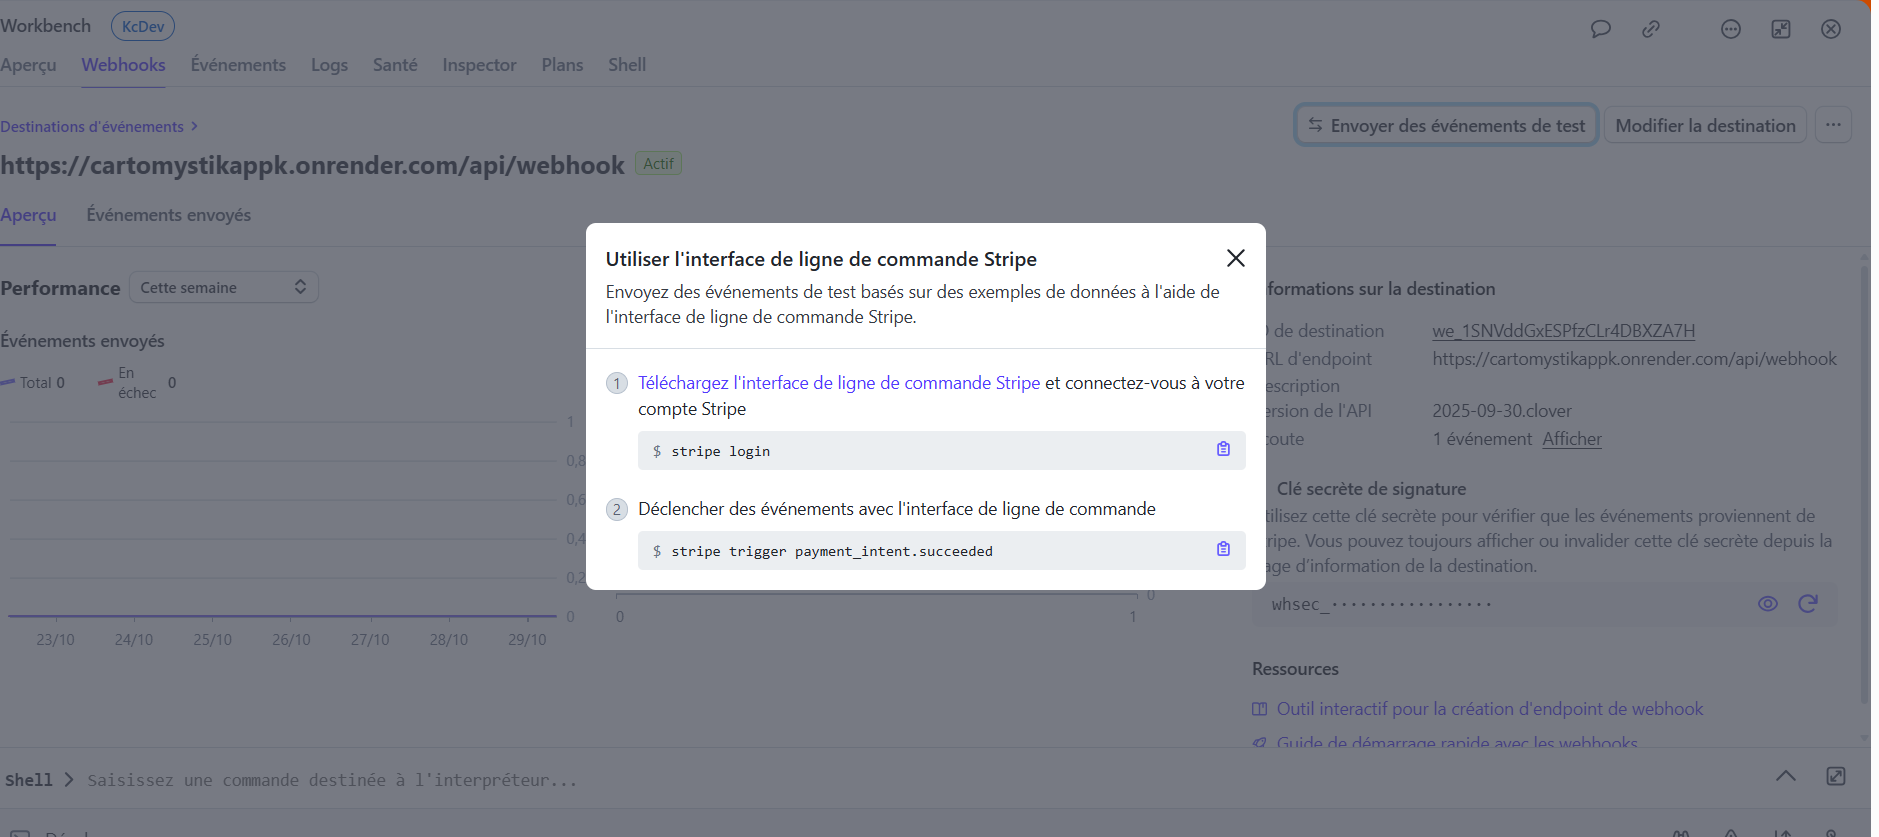 Workbench KcDev
Aperçu Webhooks Événements Logs Santé Inspector Plans Shell
Destinations d'événements
Envoyer des événements de test Modifier la destination
https://cartomystikappk.onrender.com/api/webhook Actif
Aperçu Événements envoyés
Performance Cette semaine
Événements envoyés
Total 0
En échec 0
1
0,8
0,6
0,4
0,2
0
23/10 24/10 25/10 26/10 27/10 28/10 29/10
Utiliser l'interface de ligne de commande Stripe
Envoyez des événements de test basés sur des exemples de données à l'aide de
l'interface de ligne de commande Stripe.
1 Téléchargez l'interface de ligne de commande Stripe et connectez-vous à votre
compte Stripe
$ stripe login
2 Déclencher des événements avec l'interface de ligne de commande
$ stripe trigger payment_intent.succeeded
0
0 1
formations sur la destination
de destination we_1SNVddGxESPfzCLr4DBXZA7H
RL d'endpoint https://cartomystikappk.onrender.com/api/webhook
escription
ersion de l'API 2025-09-30.clover
coute 1 événement Afficher
Clé secrète de signature
tilisez cette clé secrète pour vérifier que les événements proviennent de
ripe. Vous pouvez toujours afficher ou invalider cette clé secrète depuis la
age d'information de la destination.
whsec_·················
Ressources
Outil interactif pour la création d'endpoint de webhook
Guide de démarrage rapide avec les webhooks
Shell > Saisissez une commande destinée à l'interpréteur...